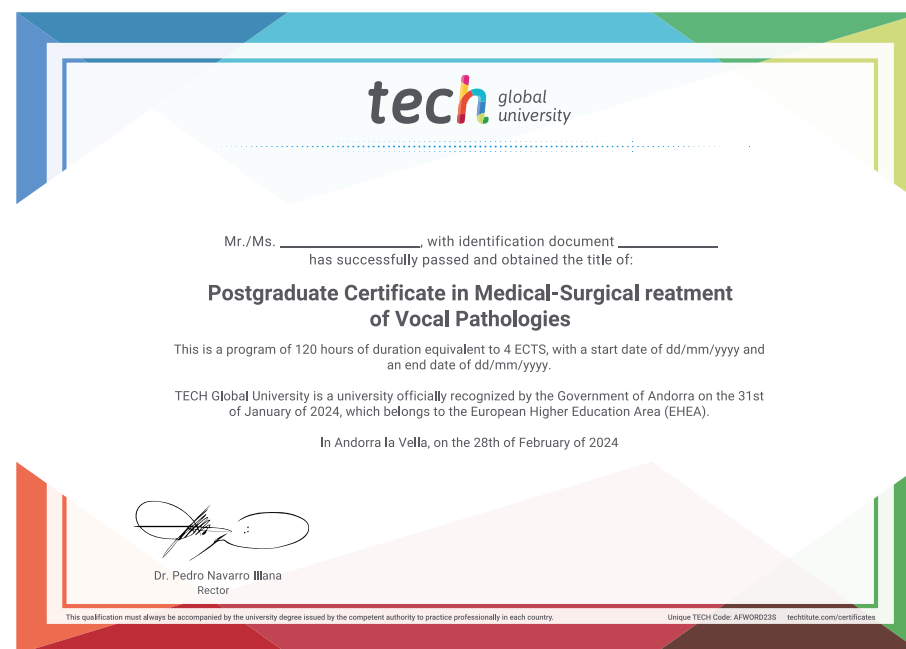 tech global
university
Mr./Ms. ____________, with identification document ____________
has successfully passed and obtained the title of:
Postgraduate Certificate in Medical-Surgical reatment
of Vocal Pathologies
This is a program of 120 hours of duration equivalent to 4 ECTS, with a start date of dd/mm/yyyy and
an end date of dd/mm/yyyy.
TECH Global University is a university officially recognized by the Government of Andorra on the 31st
of January of 2024, which belongs to the European Higher Education Area (EHEA).
In Andorra la Vella, on the 28th of February of 2024
Dr. Pedro Navarro Illana
Rector
This qualification must always be accompanied by the university degree issued by the competent authority to practice professionally in each country.
Unique TECH Code: AFWORD23S techtitute.com/certificates